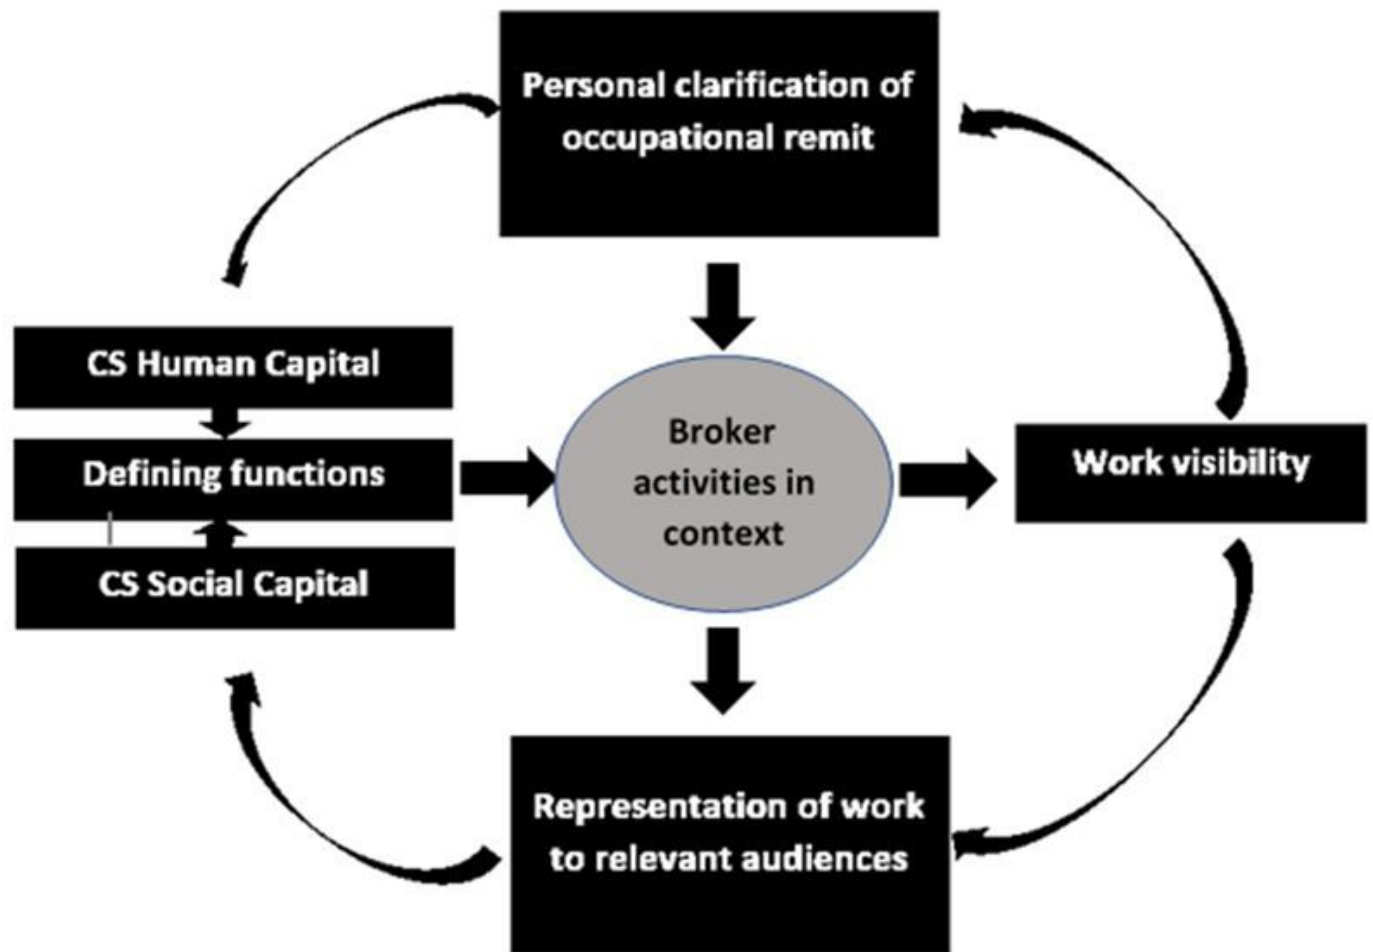 Personal clarification of
occupational remit
CS Human Capital
Defining functions
CS Social Capital
Broker
activities in
context
Work visibility
Representation of work
to relevant audiences